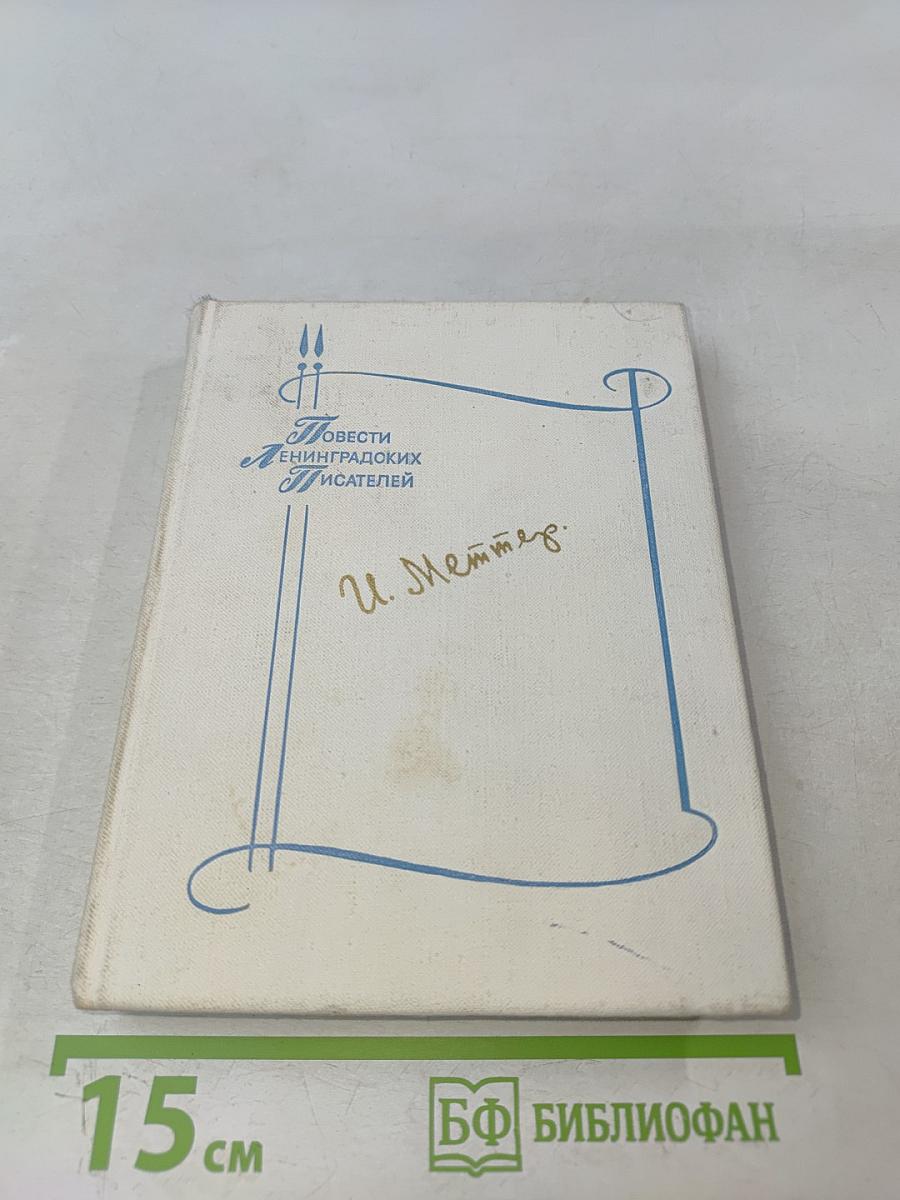 Повести
Ленинградских
Писателей
И. Меттер.
15 см
БФ БИБЛИОФАН